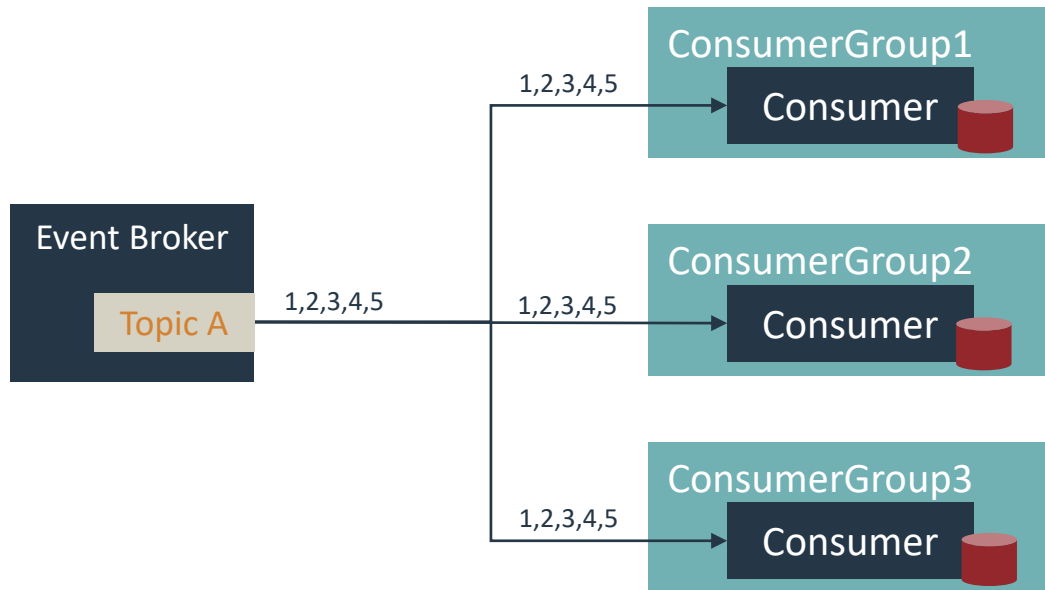 ConsumerGroup1
1,2,3,4,5
Consumer
Event Broker
Topic A
1,2,3,4,5
ConsumerGroup2
1,2,3,4,5
Consumer
ConsumerGroup3
1,2,3,4,5
Consumer